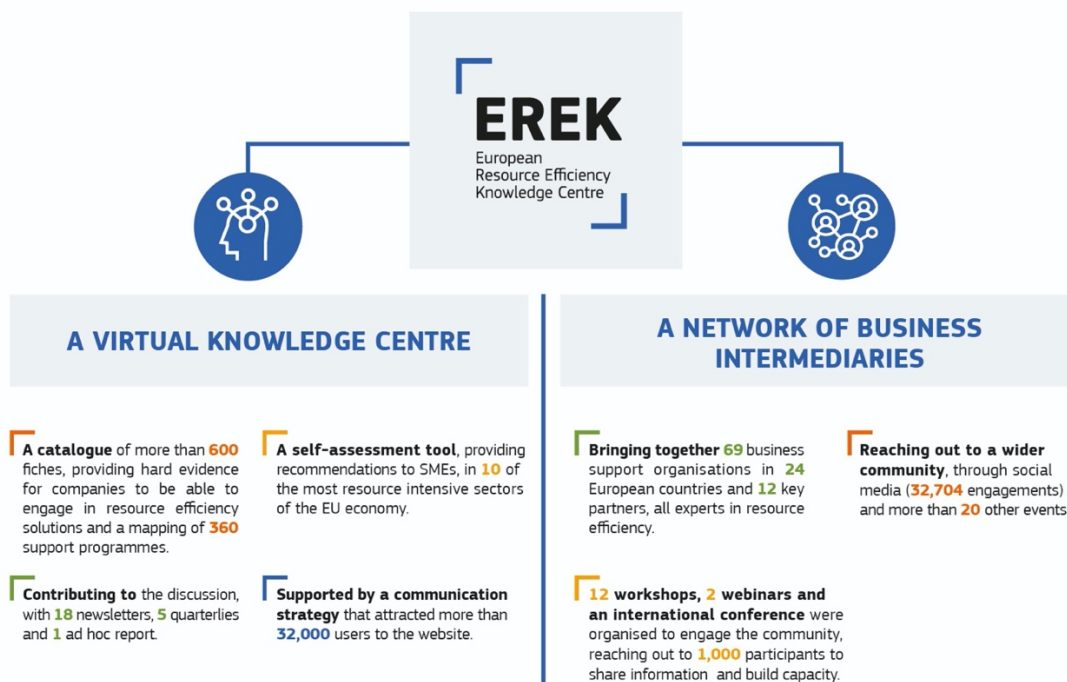 EREK
European
Resource Efficiency
Knowledge Centre
A VIRTUAL KNOWLEDGE CENTRE
A catalogue of more than 600
fiches, providing hard evidence
for companies to be able to
engage in resource efficiency
solutions and a mapping of 360
support programmes.
A self-assessment tool, providing
recommendations to SMEs, in 10 of
the most resource intensive sectors
of the EU economy.
Contributing to the discussion,
with 18 newsletters, 5 quarterlies
and 1 ad hoc report.
Supported by a communication
strategy that attracted more than
32,000 users to the website.
A NETWORK OF BUSINESS
INTERMEDIARIES
Bringing together 69 business
support organisations in 24
European countries and 12 key
partners, all experts in resource
efficiency.
Reaching out to a wider
community, through social
media (32,704 engagements)
and more than 20 other events
12 workshops, 2 webinars and
an international conference were
organised to engage the community,
reaching out to 1,000 participants to
share information and build capacity.